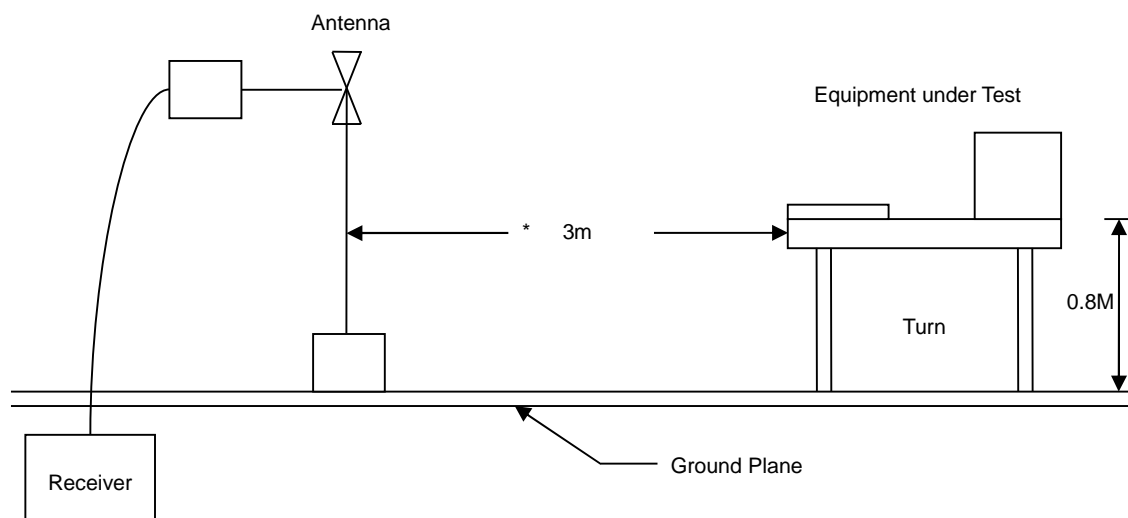 Antenna
Equipment under Test
* 3m
0.8M
Turn
Ground Plane
Receiver